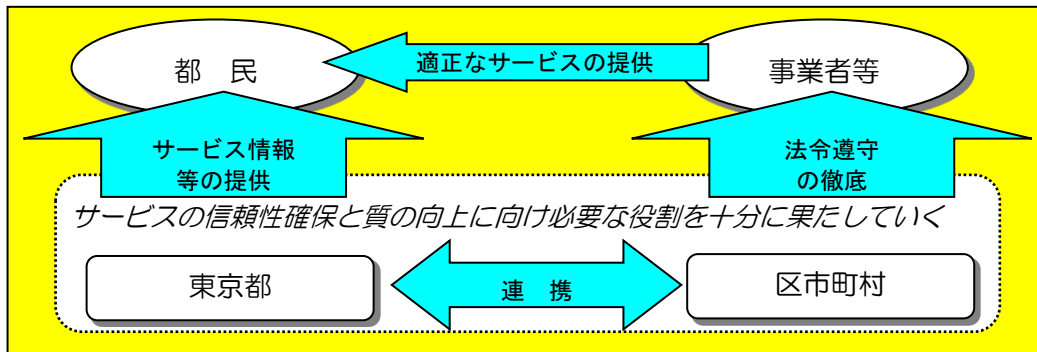 都　民
適正なサービスの提供
事業者等
サービス情報
等の提供
法令遵守
の徹底
サービスの信頼性確保と質の向上に向け必要な役割を十分に果たしていく
東京都
連　携
区市町村